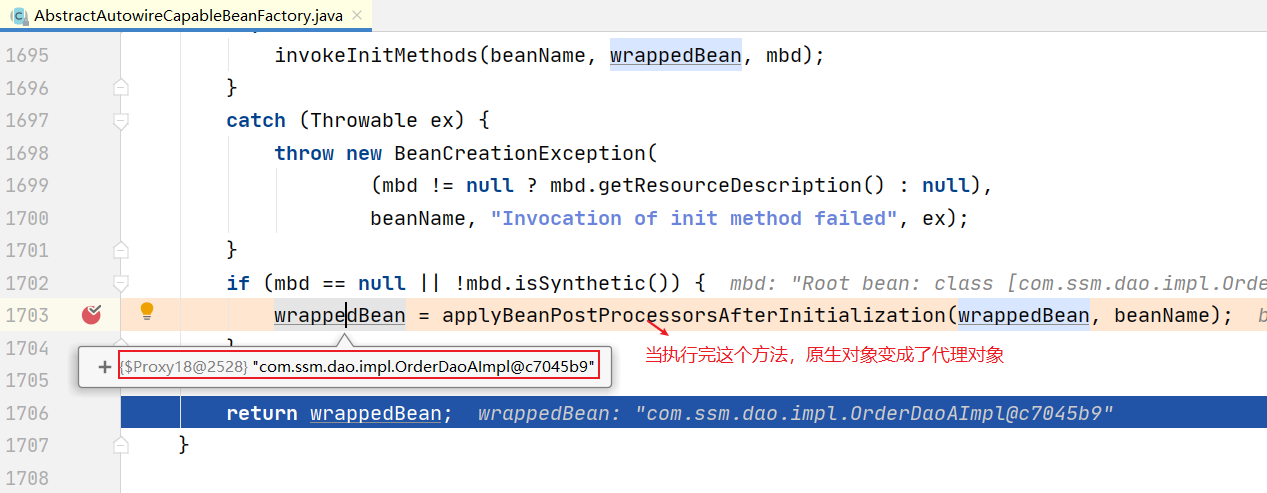 AbstractAutowireCapableBeanFactory.java
1695 invokeInitMethods(beanName, wrappedBean, mbd);
1696 }
1697 catch (Throwable ex) {
1698 throw new BeanCreationException(
1699 (mbd != null ? mbd.getResourceDescription() : null),
1700 beanName, "Invocation of init method failed", ex);
1701 }
1702 if (mbd == null || !mbd.isSynthetic()) { mbd: "Root bean: class [com.ssm.dao.impl.Orde
1703 wrappedBean = applyBeanPostProcessorsAfterInitialization(wrappedBean, beanName); b
1704
当执行完这个方法，原生对象变成了代理对象
+ {$Proxy18@2528} "com.ssm.dao.impl.OrderDaoAImpl@c7045b9"
1705
1706 return wrappedBean; wrappedBean: "com.ssm.dao.impl.OrderDaoAImpl@c7045b9"
1707 }
1708